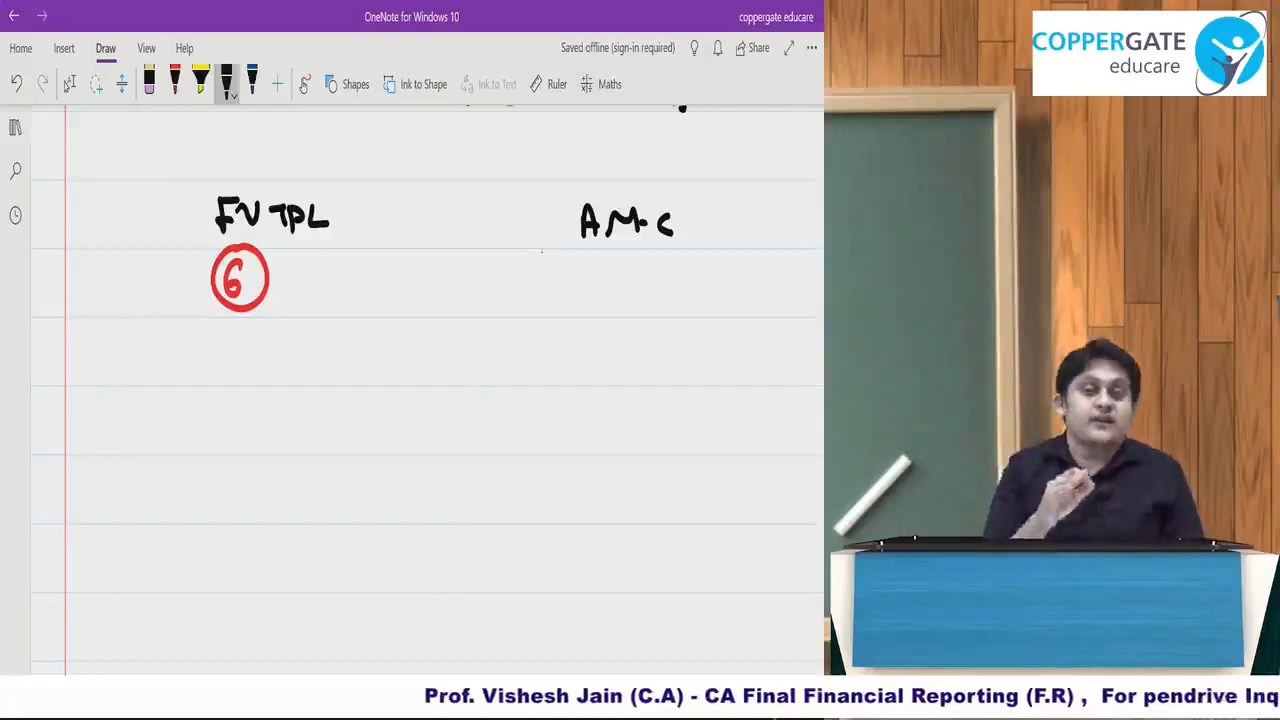 OneNote for Windows 10
coppergate educare
Home Insert Draw View Help
Saved offline (sign-in required)
Share
Shapes
Ink to Shape
Ink to Text
Ruler
Maths
COPPERGATE
educare
FVTPL
AMC
6
Prof. Vishesh Jain (C.A) - CA Final Financial Reporting (F.R) , For pendrive Inq